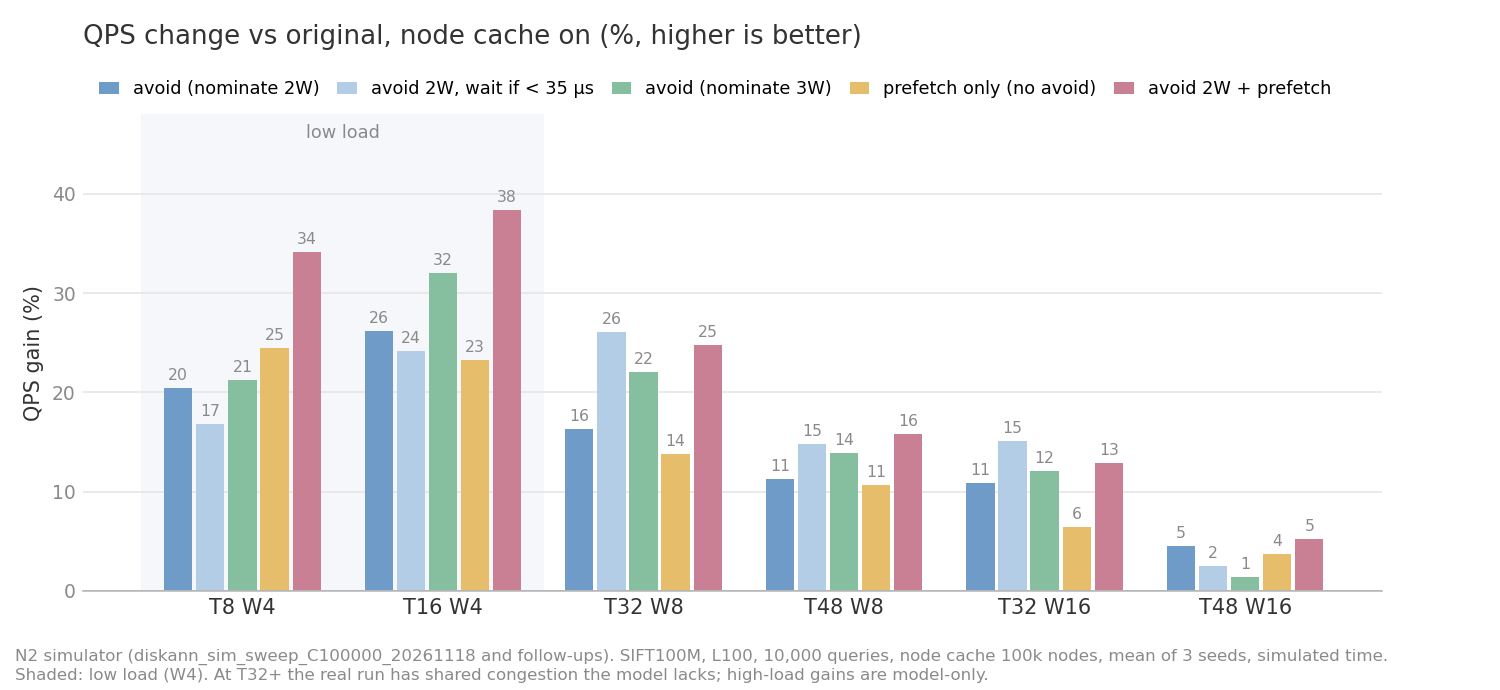 QPS change vs original, node cache on (%, higher is better)
avoid (nominate 2W) avoid 2W, wait if < 35 µs avoid (nominate 3W) prefetch only (no avoid) avoid 2W + prefetch
low load
QPS gain (%)
40
30
20
10
0
20 17 21 25 34
26 24 32 23 38
16 26 22 14 25
11 15 14 11 16
11 15 12 6 13
5 2 1 4 5
T8 W4 T16 W4 T32 W8 T48 W8 T32 W16 T48 W16
N2 simulator (diskann_sim_sweep_C100000_20261118 and follow-ups). SIFT100M, L100, 10,000 queries, node cache 100k nodes, mean of 3 seeds, simulated time.
Shaded: low load (W4). At T32+ the real run has shared congestion the model lacks; high-load gains are model-only.